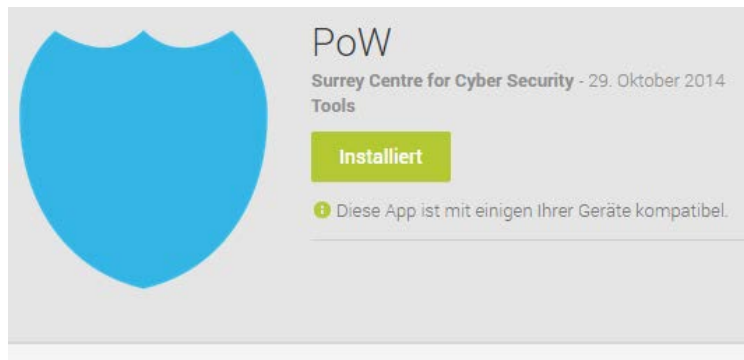 PoW
Surrey Centre for Cyber Security - 29. Oktober 2014
Tools
Installiert
Diese App ist mit einigen Ihrer Geräte kompatibel.